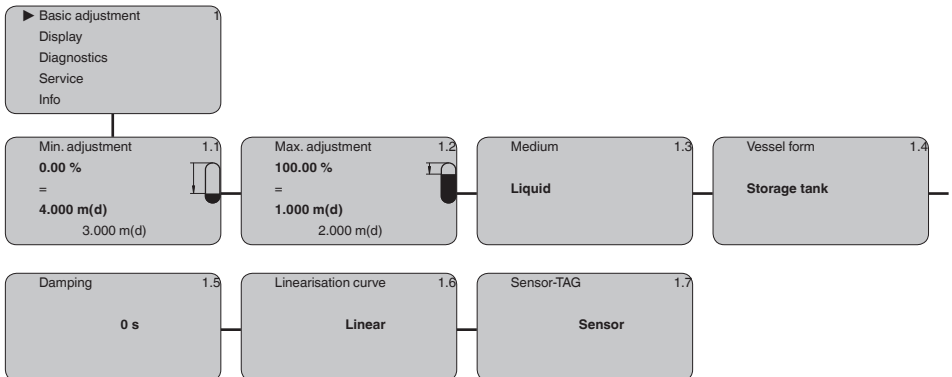 ▶ Basic adjustment 1
Display
Diagnostics
Service
Info
Min. adjustment 1.1
0.00 %
=
4.000 m(d)
3.000 m(d)
Max. adjustment 1.2
100.00 %
=
1.000 m(d)
2.000 m(d)
Medium 1.3
Liquid
Vessel form 1.4
Storage tank
Damping 1.5
0 s
Linearisation curve 1.6
Linear
Sensor-TAG 1.7
Sensor